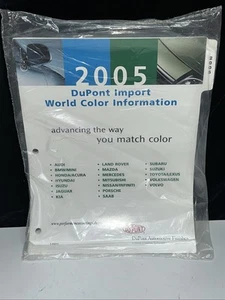 2005
DuPont import
World Color Information
advancing the way
you match color
• AUDI
• BMW/MINI
• HONDA/ACURA
• HYUNDAI
• ISUZU
• JAGUAR
• KIA
• LAND ROVER
• MAZDA
• MERCEDES
• MITSUBISHI
• NISSAN/INFINITI
• PORSCHE
• SAAB
• SUBARU
• SUZUKI
• TOYOTA/LEXUS
• VOLKSWAGEN
• VOLVO
DUPONT
DuPont Automotive Finishes